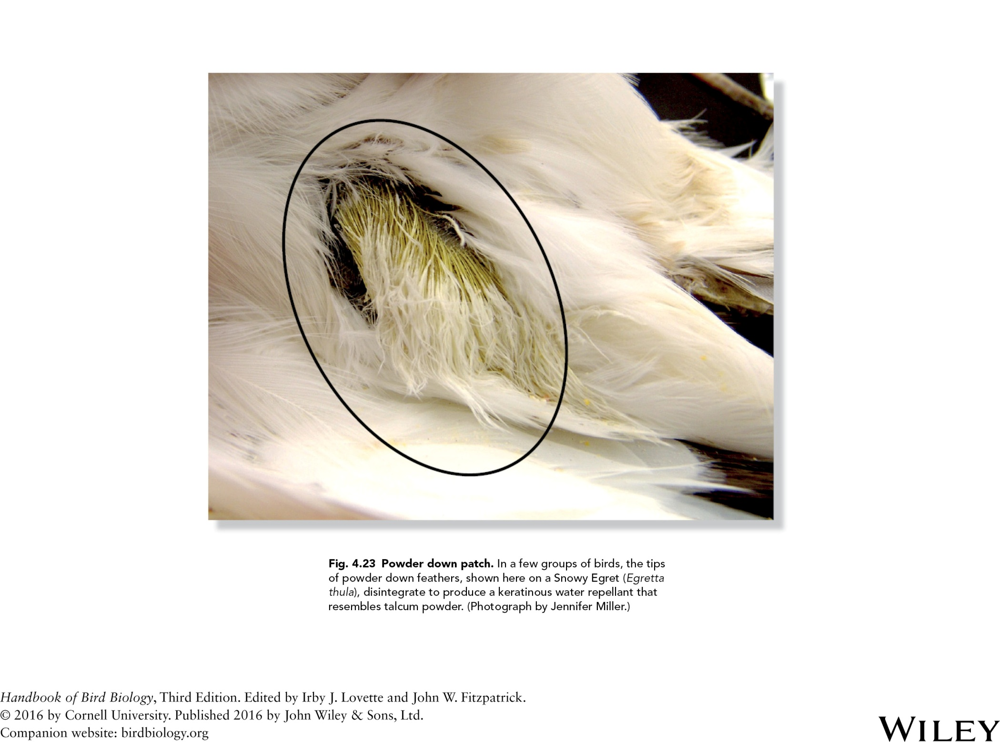 Fig. 4.23 Powder down patch. In a few groups of birds, the tips
of powder down feathers, shown here on a Snowy Egret (Egretta
thula), disintegrate to produce a keratinous water repellant that
resembles talcum powder. (Photograph by Jennifer Miller.)
Handbook of Bird Biology, Third Edition. Edited by Irby J. Lovette and John W. Fitzpatrick.
© 2016 by Cornell University. Published 2016 by John Wiley & Sons, Ltd.
Companion website: birdbiology.org
WILEY